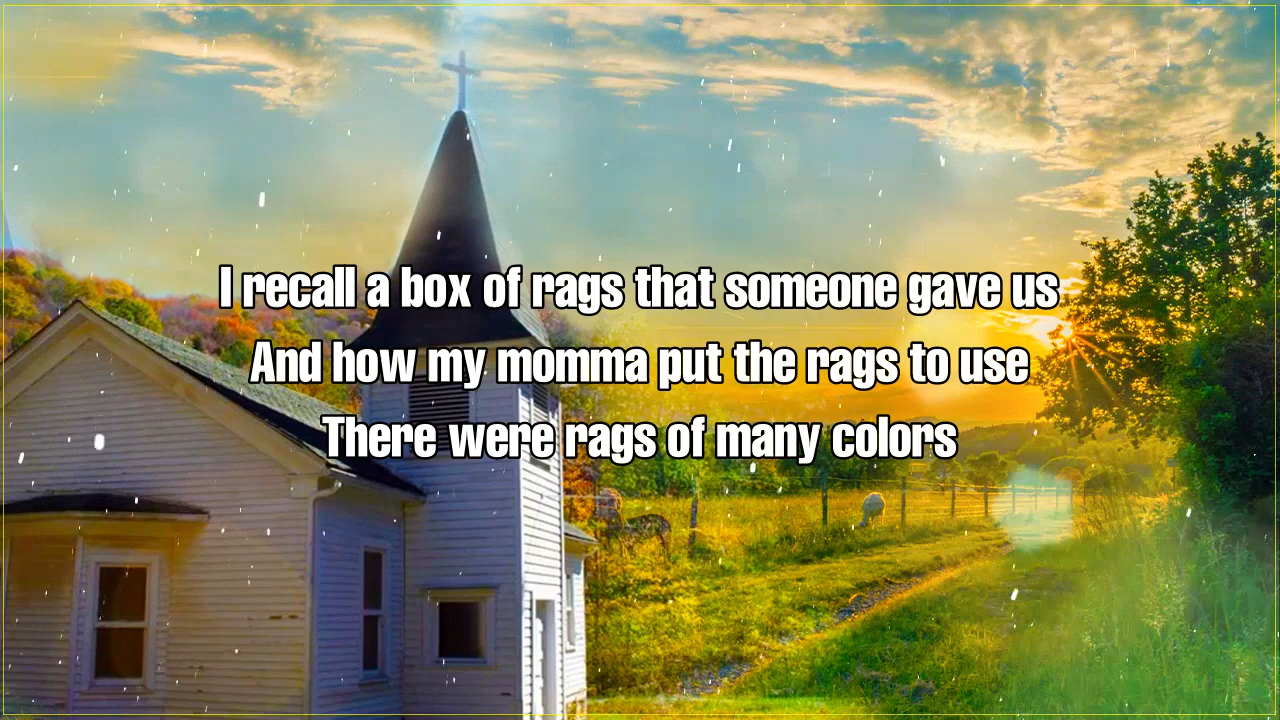 I recall a box of rags that someone gave us
And how my momma put the rags to use
There were rags of many colors